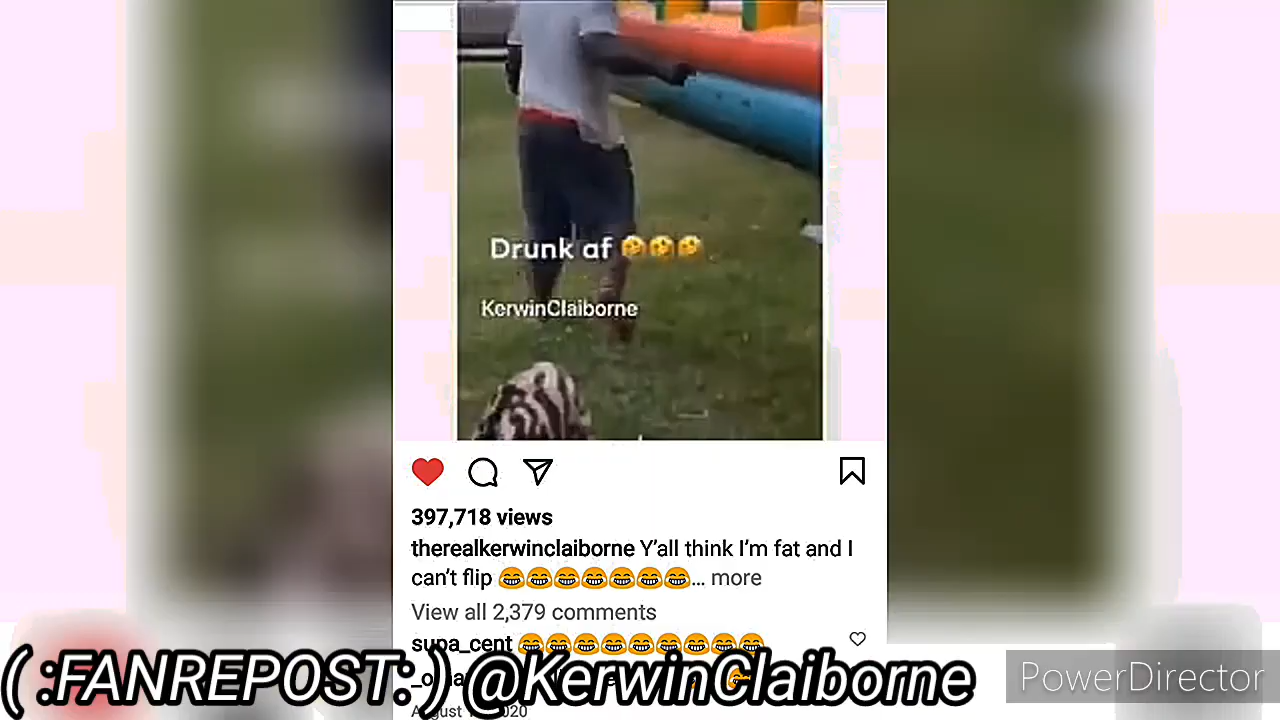 Drunk af 🤔🤔🤔
KerwinClaiborne
397,718 views
therealkerwinclaiborne Y'all think I'm fat and I
can't flip 😂😂😂😂😂😂😂... more
View all 2,379 comments
supa_cent 😂😂😂😂😂😂😂😂😂
( :FANREPOST: ) @KerwinClaiborne
PowerDirector